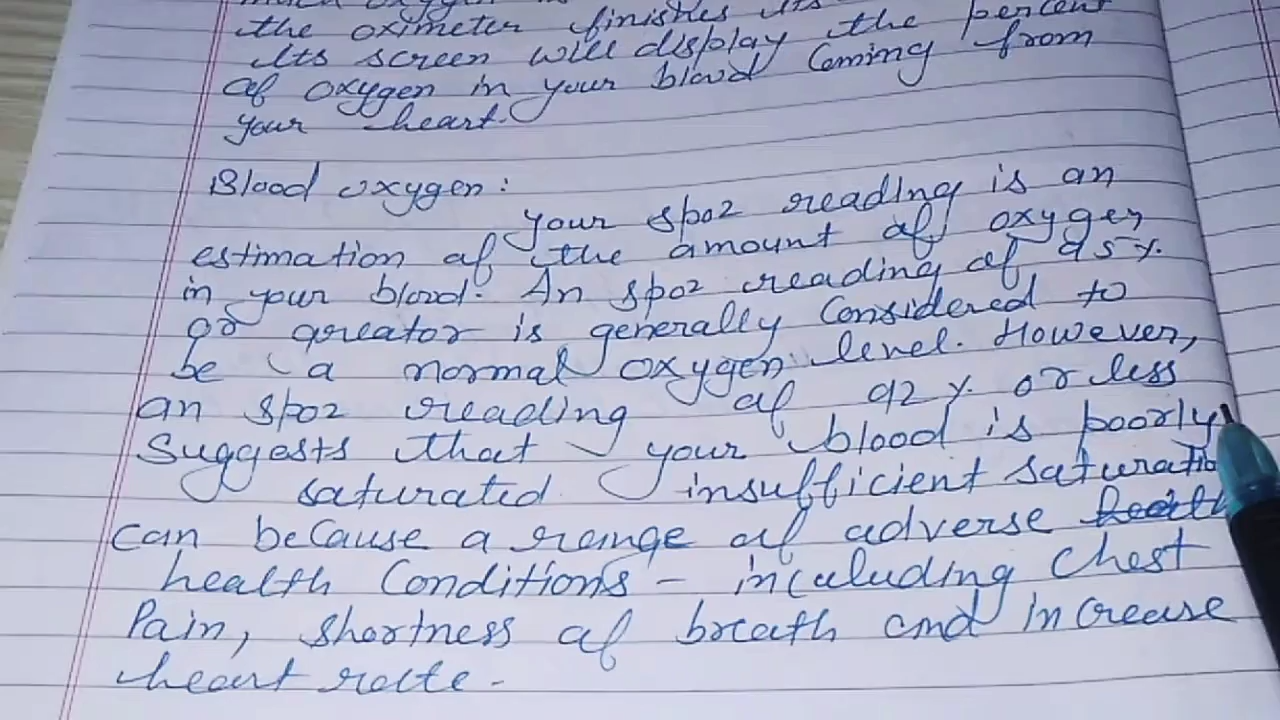 the oximeter finishes its
its screen will display the percent
of oxygen in your blood coming from
your heart.
Blood oxygen:
your spo2 reading is an
estimation of the amount of oxygen
in your blood. An spo2 reading of 95%
or greator is generally considered to
be a normal oxygen level. However,
an spo2 reading of 92% or less
suggests that your blood is poorly
saturated insufficient saturatio
can because a range of adverse
health conditions - inculuding chest
Pain, shortness of breath and increase
heart rate -